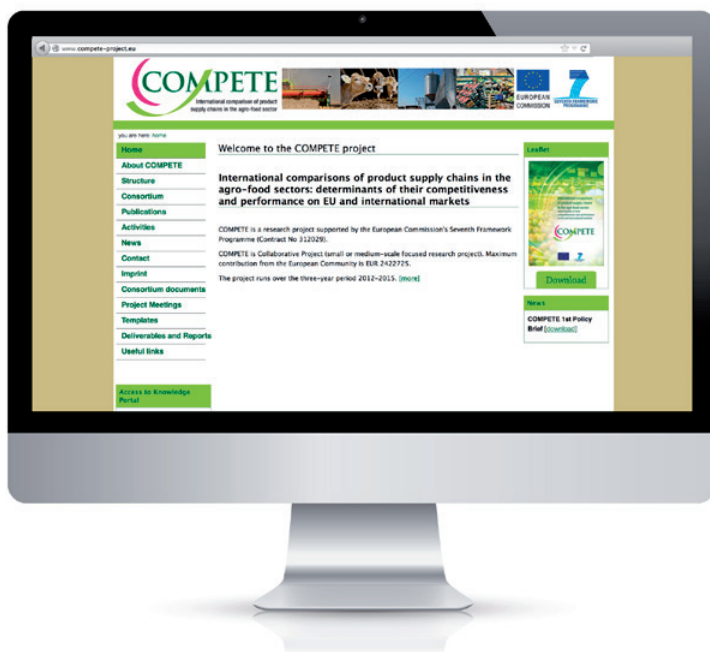 www.compete-project.eu
COMPETE
International comparison of product
supply chains in the agro-food sector
EUROPEAN
COMMISSION
SEVENTH FRAMEWORK
PROGRAMME
you are here: home
Home
About COMPETE
Structure
Consortium
Publications
Activities
News
Contact
Imprint
Consortium documents
Project Meetings
Templates
Deliverables and Reports
Useful links
Access to Knowledge
Portal
Welcome to the COMPETE project
International comparisons of product supply chains in the
agro-food sectors: determinants of their competitiveness
and performance on EU and international markets
COMPETE is a research project supported by the European Commission's Seventh Framework
Programme (Contract No 312029).
COMPETE is Collaborative Project (small or medium-scale focused research project). Maximum
contribution from the European Community is EUR 2422725.
The project runs over the three-year period 2012-2015. [more]
Leaflet
COMPETE
Download
News
COMPETE 1st Policy
Brief [download]